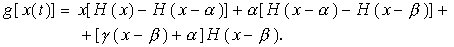 g[x(t)] = x[H(x) − H(x − α)] + α[H(x − α) − H(x − β)] +
+ [γ(x − β) + α]H(x − β).